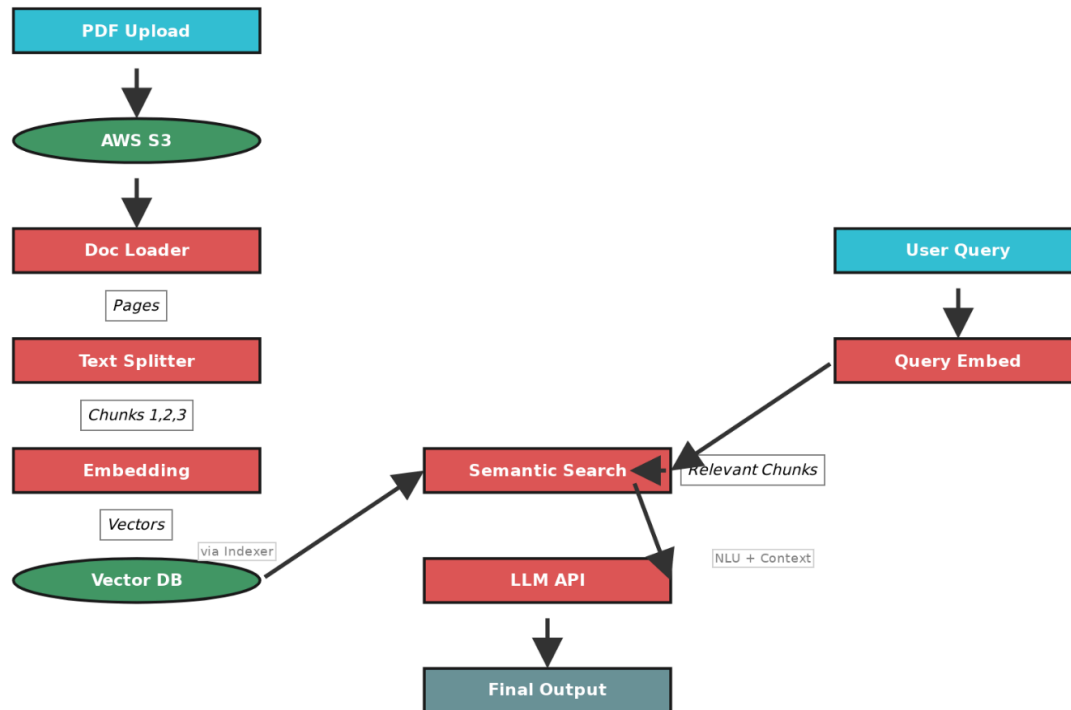 PDF Upload
AWS S3
Doc Loader
Pages
Text Splitter
Chunks 1,2,3
Embedding
Vectors
via Indexer
Vector DB
User Query
Query Embed
Semantic Search
Relevant Chunks
NLU + Context
LLM API
Final Output